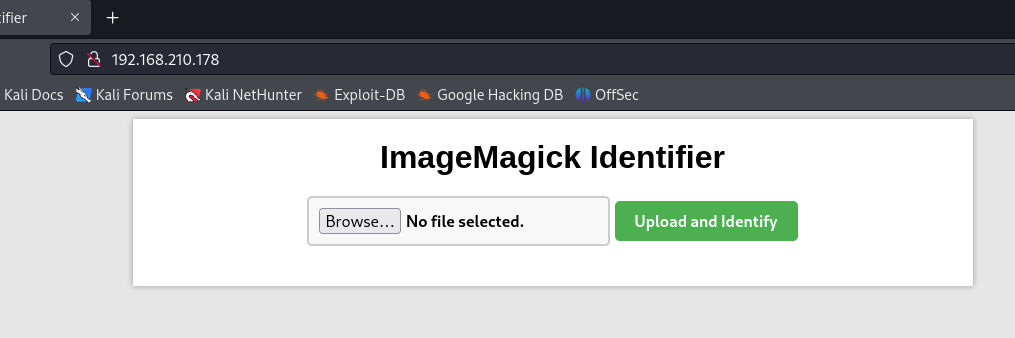 tifier
192.168.210.178
Kali Docs Kali Forums Kali NetHunter Exploit-DB Google Hacking DB OffSec
ImageMagick Identifier
Browse... No file selected. Upload and Identify